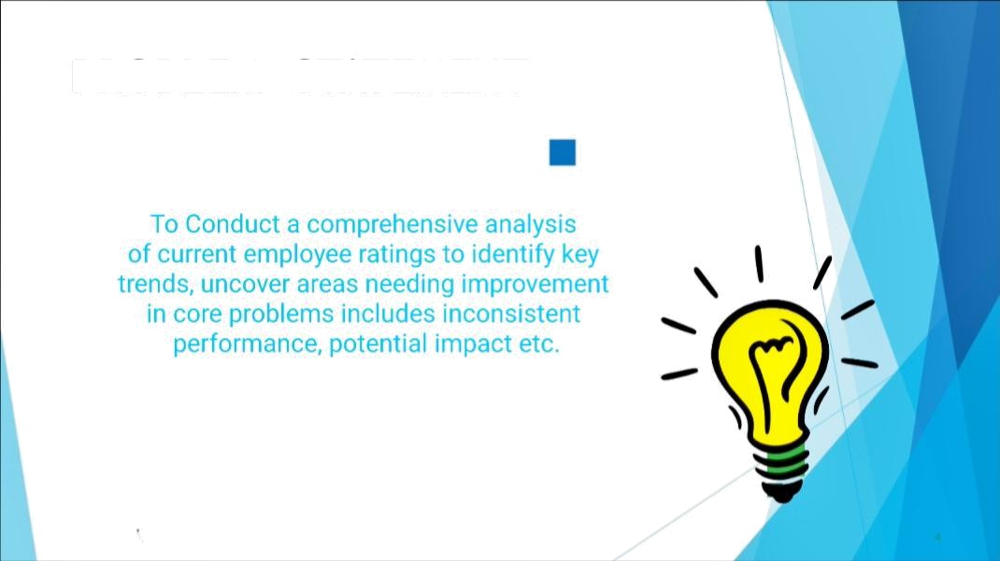 To Conduct a comprehensive analysis
of current employee ratings to identify key
trends, uncover areas needing improvement
in core problems includes inconsistent
performance, potential impact etc.
4